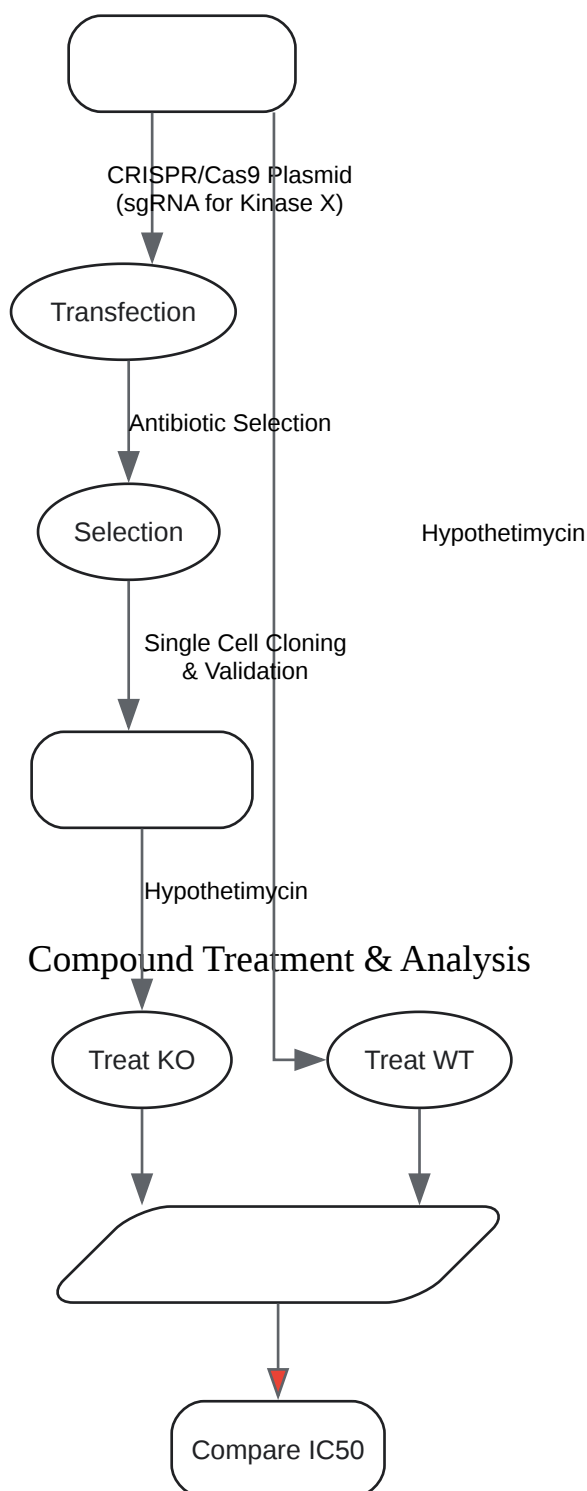 CRISPR/Cas9 Plasmid
(sgRNA for Kinase X)
Transfection
Antibiotic Selection
Selection
Hypothetimycin
Single Cell Cloning
& Validation
Hypothetimycin
Compound Treatment & Analysis
Treat KO
Treat WT
Compare IC50